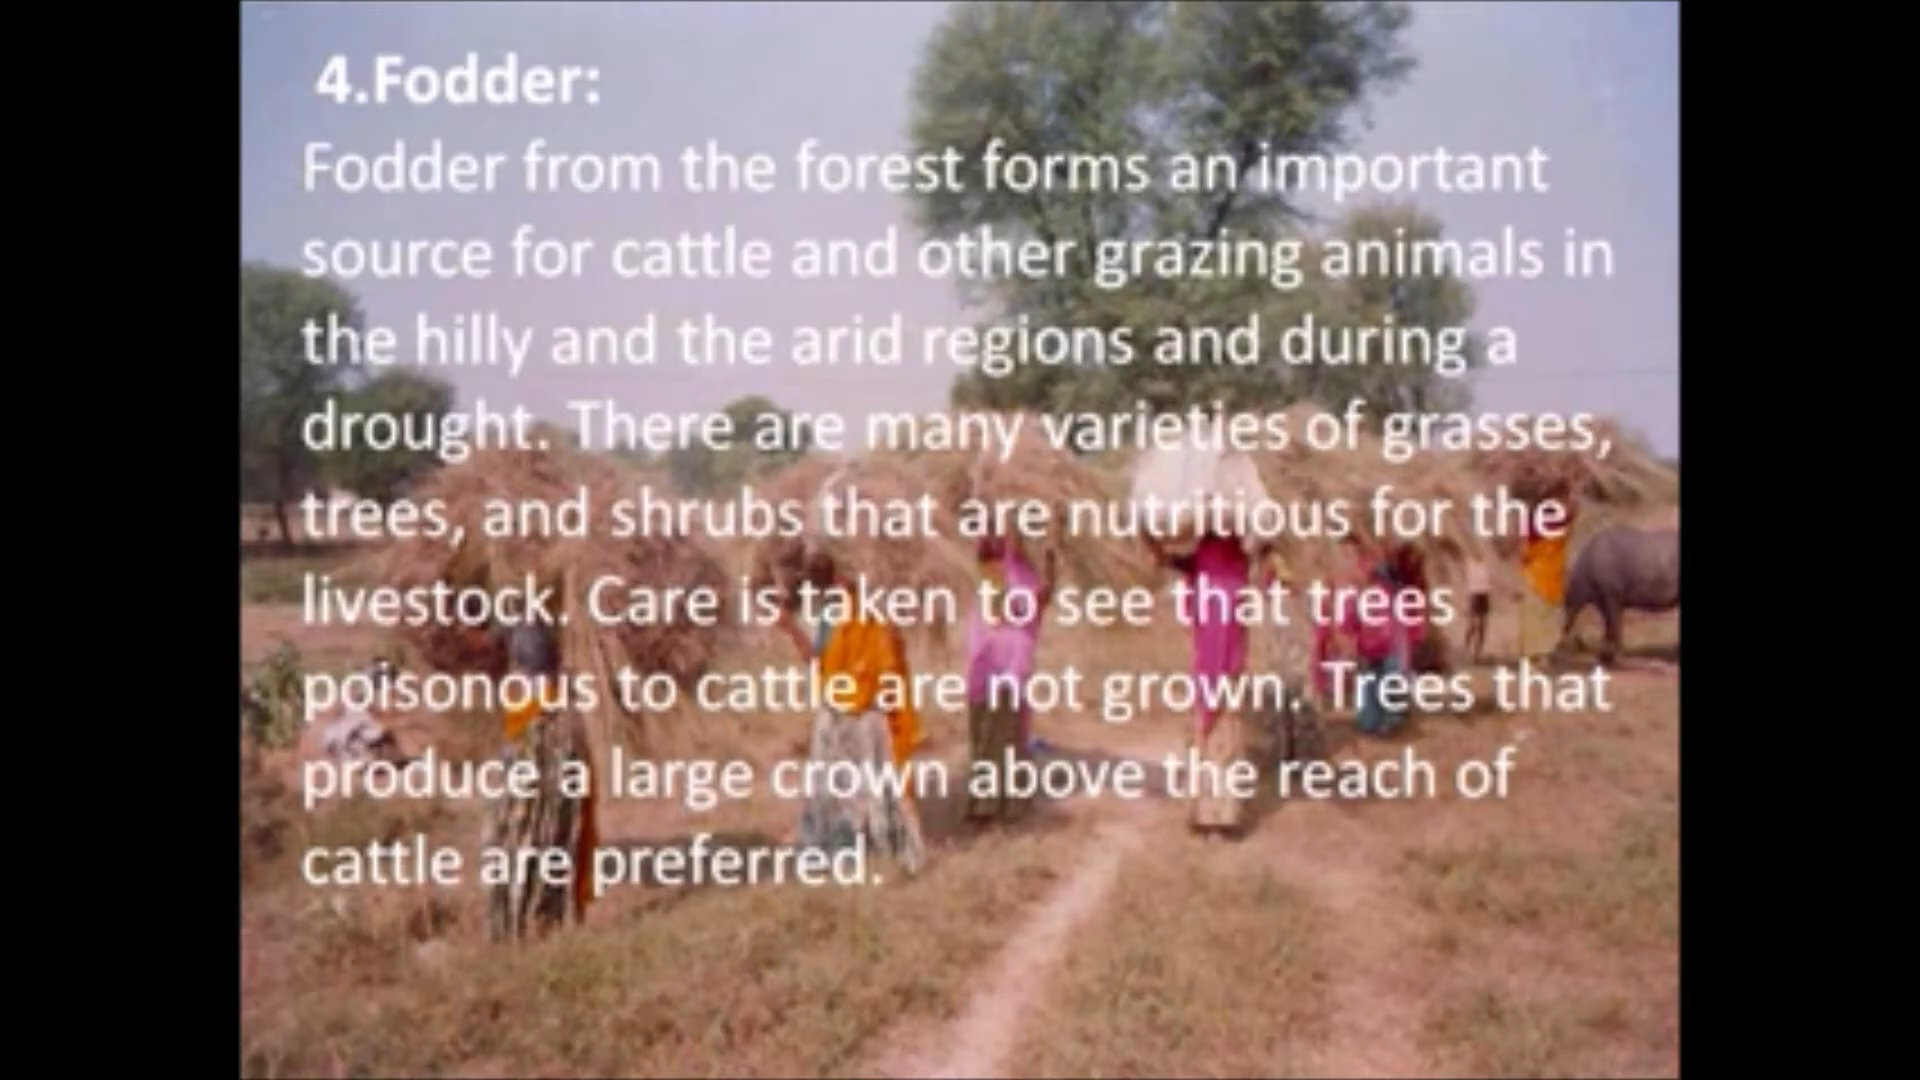 4.Fodder:
Fodder from the forest forms an important
source for cattle and other grazing animals in
the hilly and the arid regions and during a
drought. There are many varieties of grasses,
trees, and shrubs that are nutritious for the
livestock. Care is taken to see that trees
poisonous to cattle are not grown. Trees that
produce a large crown above the reach of
cattle are preferred.